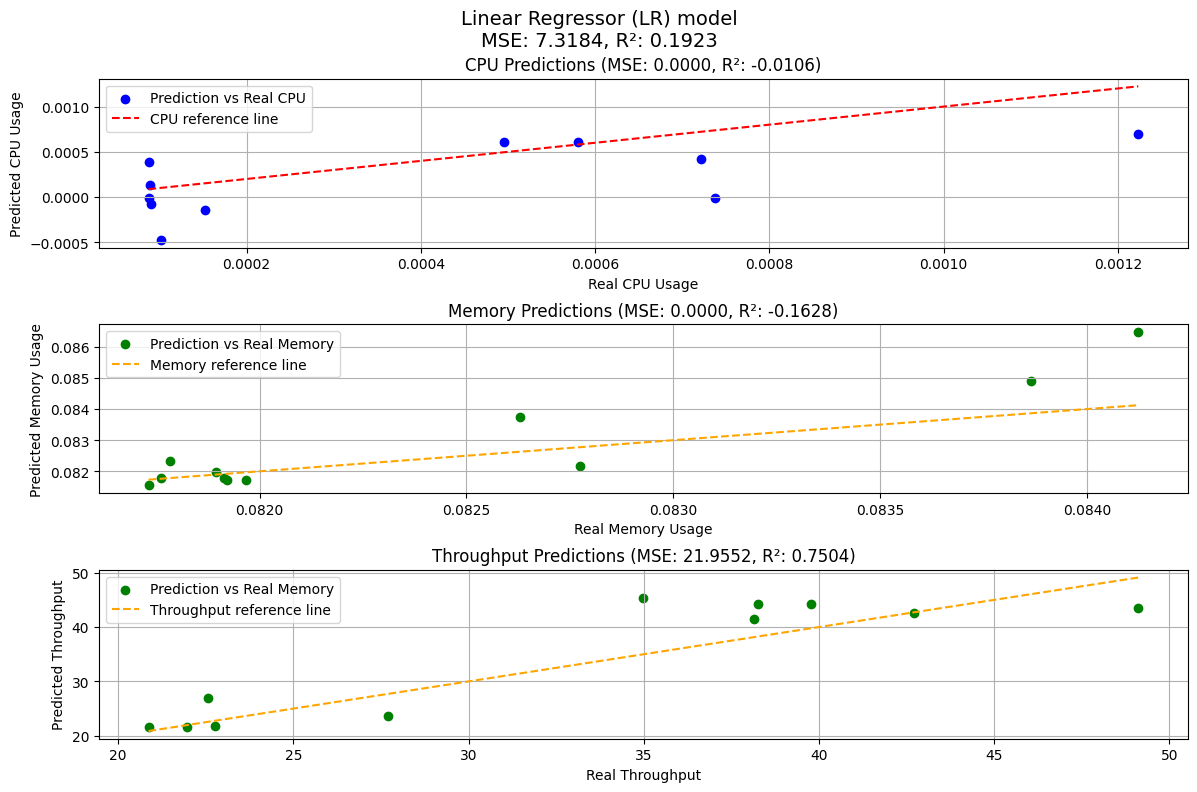 Linear Regressor (LR) model
MSE: 7.3184, R²: 0.1923
CPU Predictions (MSE: 0.0000, R²: -0.0106)
Predicted CPU Usage
0.0010
0.0005
0.0000
−0.0005
Prediction vs Real CPU
CPU reference line
0.0002 0.0004 0.0006 0.0008 0.0010 0.0012
Real CPU Usage
Memory Predictions (MSE: 0.0000, R²: -0.1628)
Predicted Memory Usage
0.086
0.085
0.084
0.083
0.082
Prediction vs Real Memory
Memory reference line
0.0820 0.0825 0.0830 0.0835 0.0840
Real Memory Usage
Throughput Predictions (MSE: 21.9552, R²: 0.7504)
Predicted Throughput
50
40
30
20
Prediction vs Real Memory
Throughput reference line
20 25 30 35 40 45 50
Real Throughput